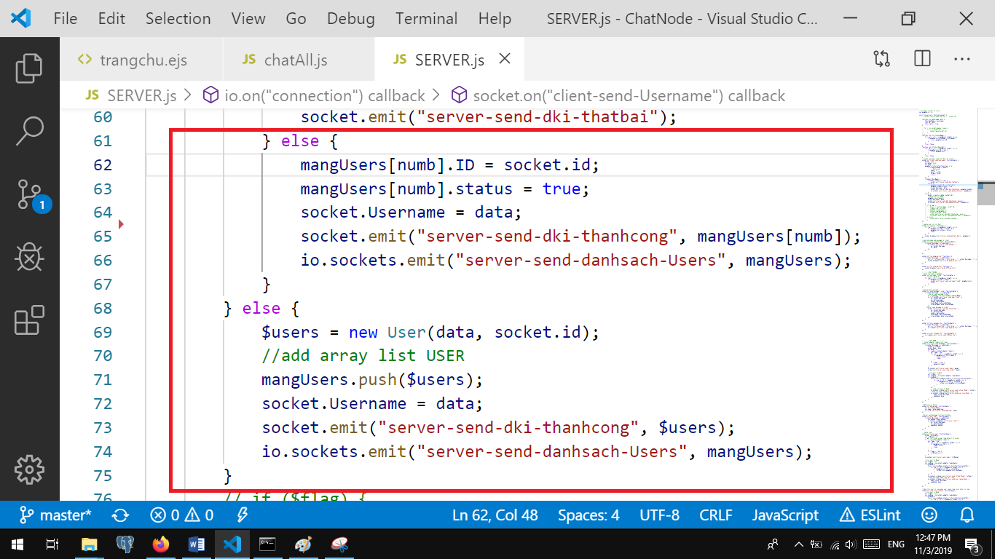 File Edit Selection View Go Debug Terminal Help SERVER.js - ChatNode - Visual Studio C...
<> trangchu.ejs JS chatAll.js JS SERVER.js
JS SERVER.js > io.on("connection") callback > socket.on("client-send-Username") callback
60 socket.emit("server-send-dki-thatbai");
61 } else {
62 mangUsers[numb].ID = socket.id;
63 mangUsers[numb].status = true;
64 socket.Username = data;
65 socket.emit("server-send-dki-thanhcong", mangUsers[numb]);
66 io.sockets.emit("server-send-danhsach-Users", mangUsers);
67 }
68 } else {
69 $users = new User(data, socket.id);
70 //add array list USER
71 mangUsers.push($users);
72 socket.Username = data;
73 socket.emit("server-send-dki-thanhcong", $users);
74 io.sockets.emit("server-send-danhsach-Users", mangUsers);
75 }
76 // if ($flag) {
1
master* 0 0 Ln 62, Col 48 Spaces: 4 UTF-8 CRLF JavaScript ESLint
ENG 12:47 PM
11/3/2019 3